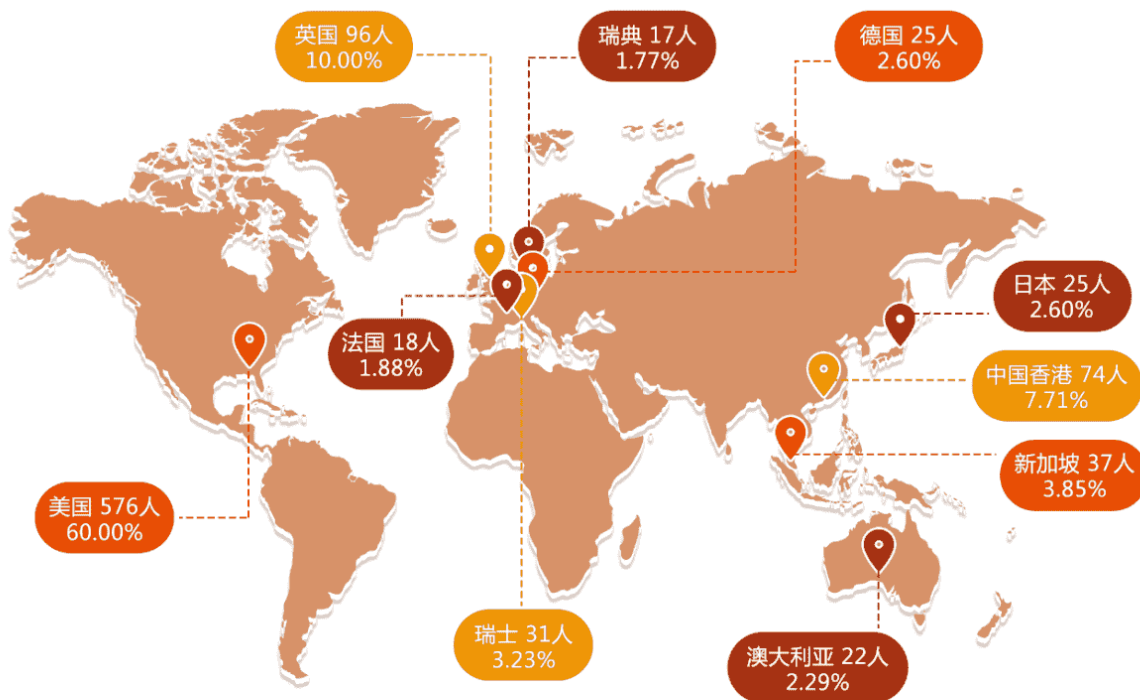 英国 96人
10.00%
瑞典 17人
1.77%
德国 25人
2.60%
日本 25人
2.60%
法国 18人
1.88%
中国香港 74人
7.71%
新加坡 37人
3.85%
美国 576人
60.00%
瑞士 31人
3.23%
澳大利亚 22人
2.29%